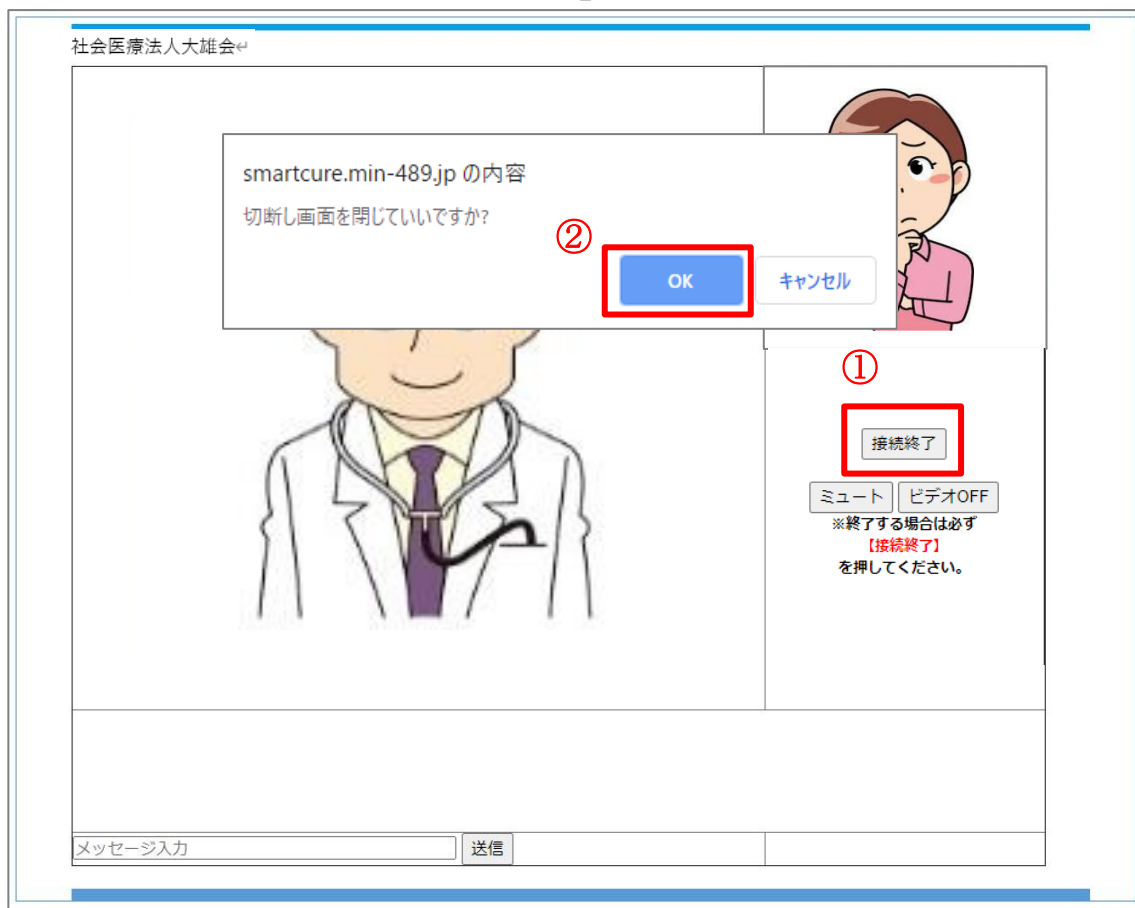 社会医療法人大雄会↵
smartcure.min-489.jp の内容
切断し画面を閉じていいですか?
②
OK キャンセル
①
接続終了
ミュート ビデオOFF
※終了する場合は必ず
【接続終了】
を押してください。
メッセージ入力 送信